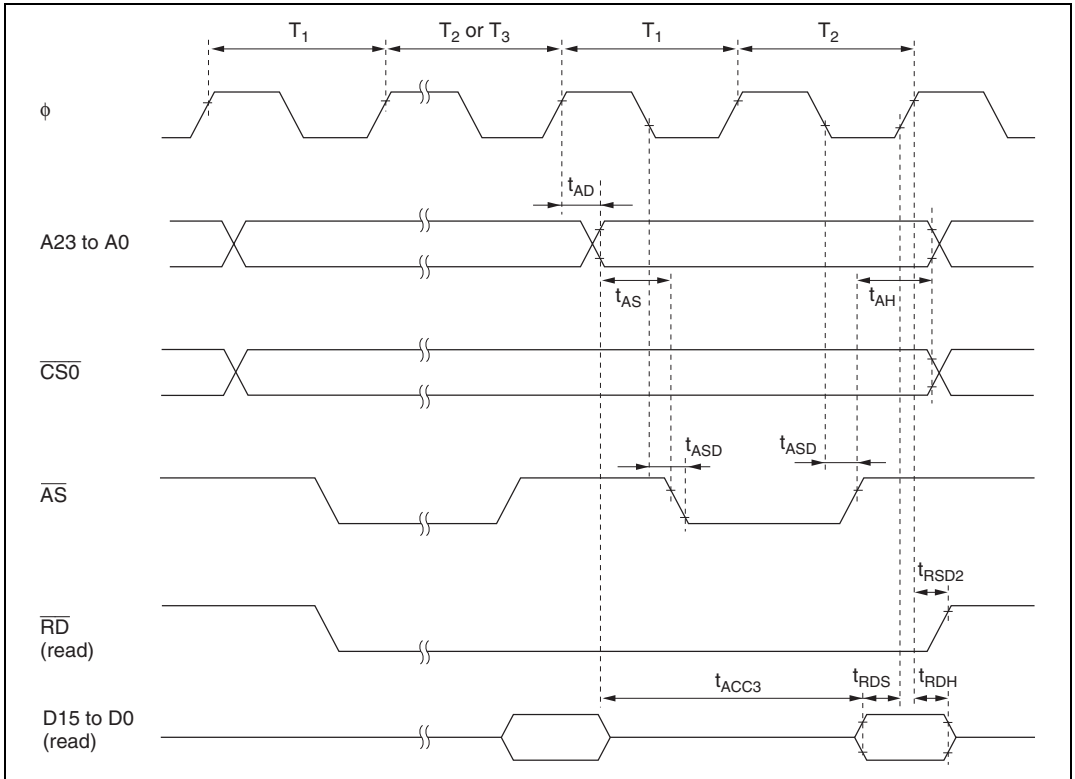 T1 T2 or T3 T1 T2
ϕ
tAD
A23 to A0
tAS tAH
CS0
tASD tASD
AS
tRSD2
RD
(read)
tACC3 tRDS tRDH
D15 to D0
(read)